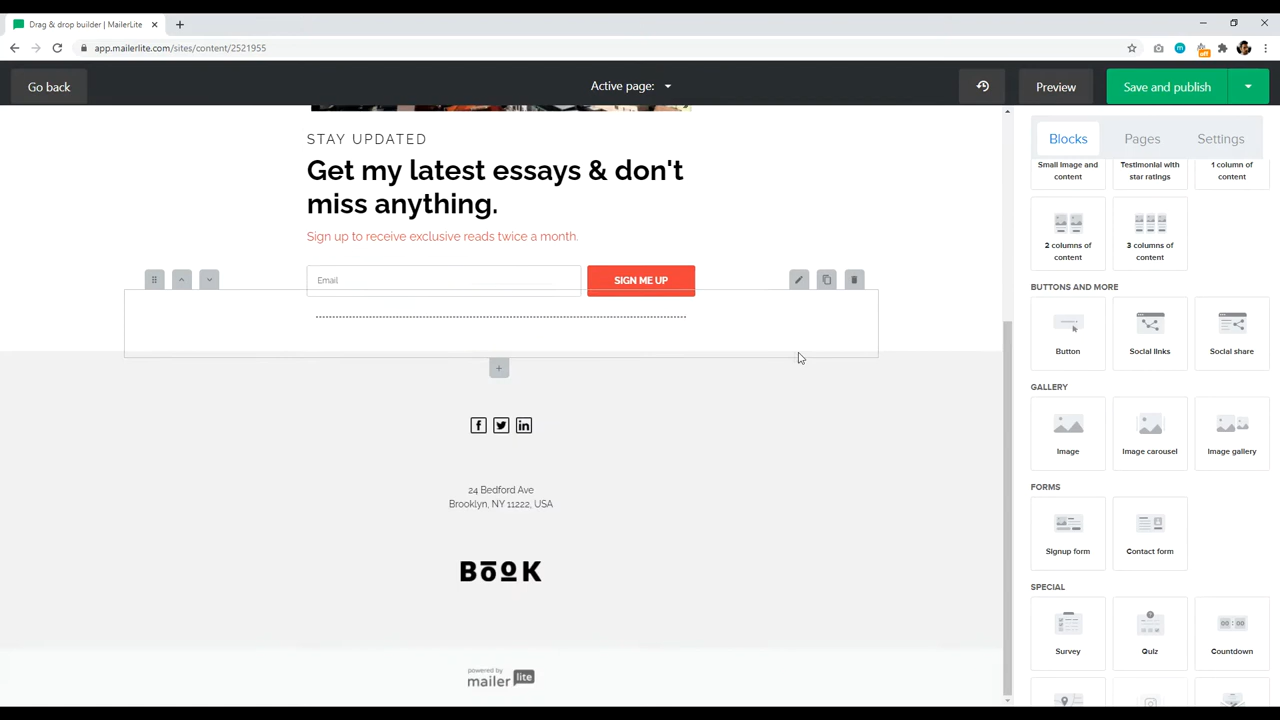 Drag & drop builder | MailerLite
app.mailerlite.com/sites/content/2521955
off
Go back
Active page:
Preview
Save and publish
Blocks
Pages
Settings
STAY UPDATED
Get my latest essays & don't
miss anything.
Sign up to receive exclusive reads twice a month.
Email
SIGN ME UP
24 Bedford Ave
Brooklyn, NY 11222, USA
BOOK
powered by
mailer lite
Small image and
content
Testimonial with
star ratings
1 column of
content
2 columns of
content
3 columns of
content
BUTTONS AND MORE
Button
Social links
Social share
GALLERY
Image
Image carousel
Image gallery
FORMS
Signup form
Contact form
SPECIAL
Survey
Quiz
00 : 00
Countdown